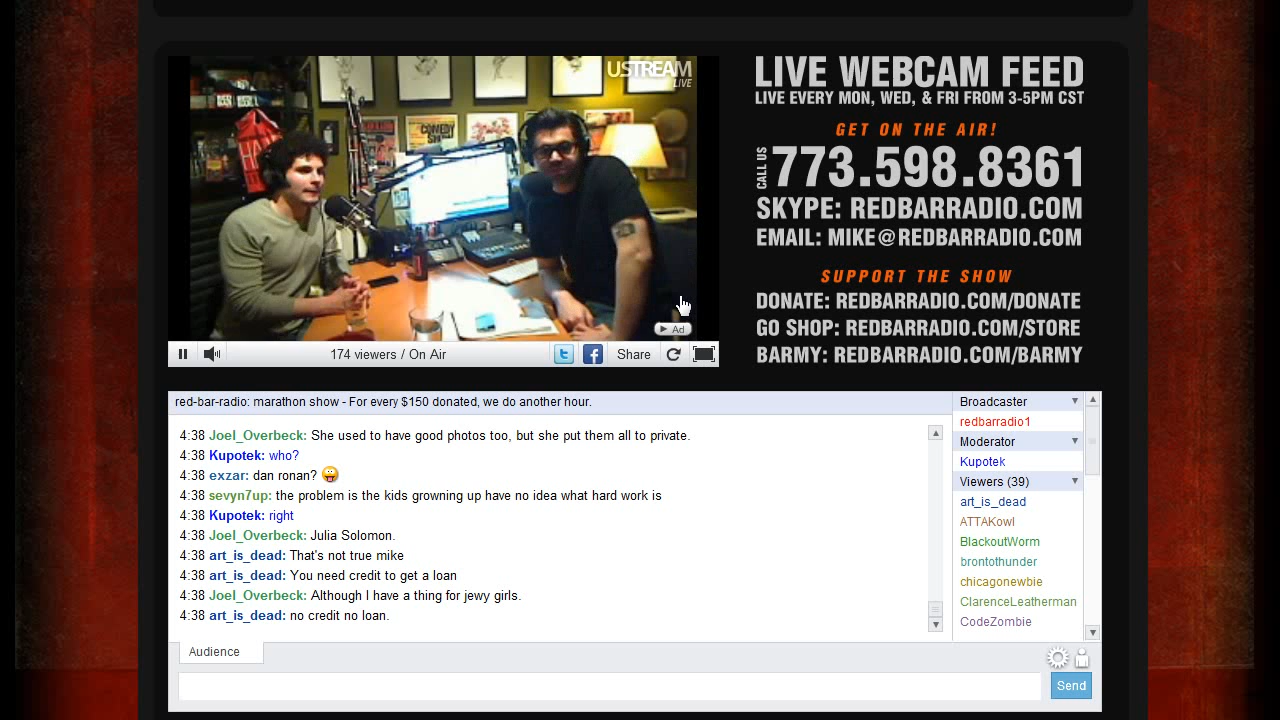 USTREAM
LIVE
COMEDY
174 viewers / On Air
Ad
Share
LIVE WEBCAM FEED
LIVE EVERY MON, WED, & FRI FROM 3-5PM CST
GET ON THE AIR!
CALL US 773.598.8361
SKYPE: REDBARRADIO.COM
EMAIL: MIKE@REDBARRADIO.COM
SUPPORT THE SHOW
DONATE: REDBARRADIO.COM/DONATE
GO SHOP: REDBARRADIO.COM/STORE
BARMY: REDBARRADIO.COM/BARMY
red-bar-radio: marathon show - For every $150 donated, we do another hour.
4:38 Joel_Overbeck: She used to have good photos too, but she put them all to private.
4:38 Kupotek: who?
4:38 exzar: dan ronan?
4:38 sevyn7up: the problem is the kids growning up have no idea what hard work is
4:38 Kupotek: right
4:38 Joel_Overbeck: Julia Solomon.
4:38 art_is_dead: That's not true mike
4:38 art_is_dead: You need credit to get a loan
4:38 Joel_Overbeck: Although I have a thing for jewy girls.
4:38 art_is_dead: no credit no loan.
Broadcaster
redbarradio1
Moderator
Kupotek
Viewers (39)
art_is_dead
ATTAKowl
BlackoutWorm
brontothunder
chicagonewbie
ClarenceLeatherman
CodeZombie
Audience
Send